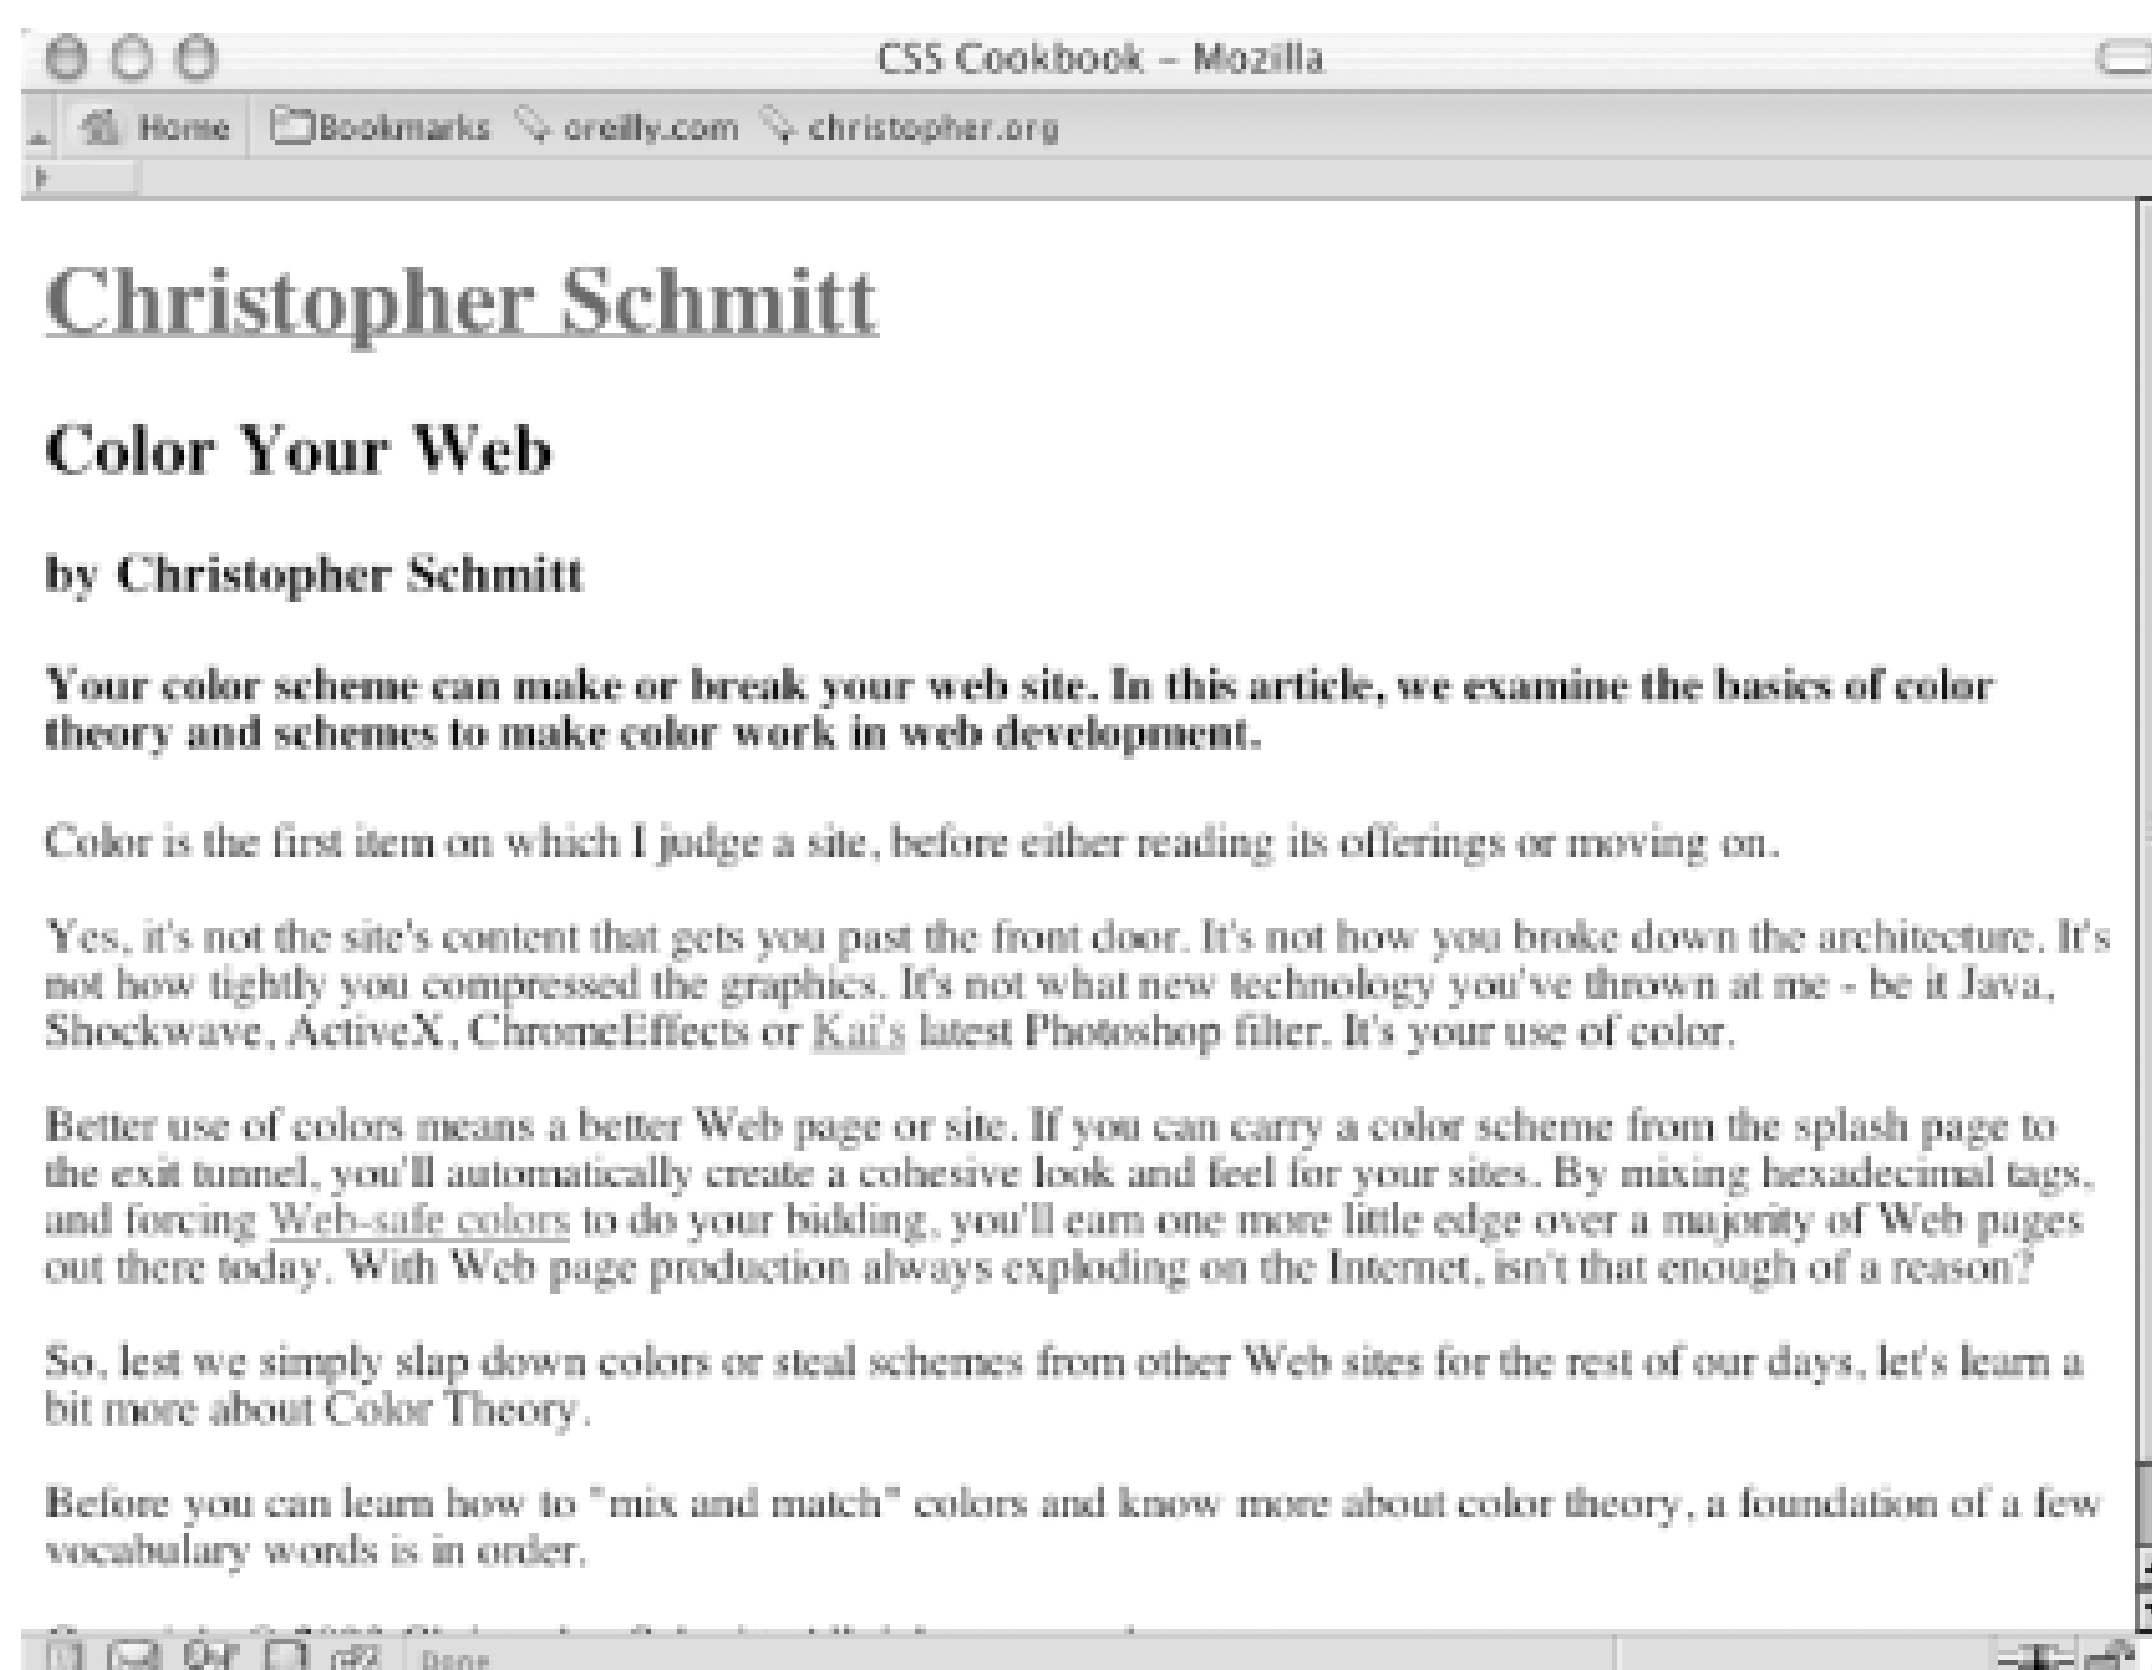 CSS Cookbook – Mozilla
Home Bookmarks oreilly.com christopher.org
Christopher Schmitt
Color Your Web
by Christopher Schmitt
Your color scheme can make or break your web site. In this article, we examine the basics of color
theory and schemes to make color work in web development.
Color is the first item on which I judge a site, before either reading its offerings or moving on.
Yes, it's not the site's content that gets you past the front door. It's not how you broke down the architecture. It's
not how tightly you compressed the graphics. It's not what new technology you've thrown at me - be it Java,
Shockwave, ActiveX, ChromeEffects or Kai's latest Photoshop filter. It's your use of color.
Better use of colors means a better Web page or site. If you can carry a color scheme from the splash page to
the exit tunnel, you'll automatically create a cohesive look and feel for your sites. By mixing hexadecimal tags,
and forcing Web-safe colors to do your bidding, you'll earn one more little edge over a majority of Web pages
out there today. With Web page production always exploding on the Internet, isn't that enough of a reason?
So, lest we simply slap down colors or steal schemes from other Web sites for the rest of our days, let's learn a
bit more about Color Theory.
Before you can learn how to "mix and match" colors and know more about color theory, a foundation of a few
vocabulary words is in order.
Done